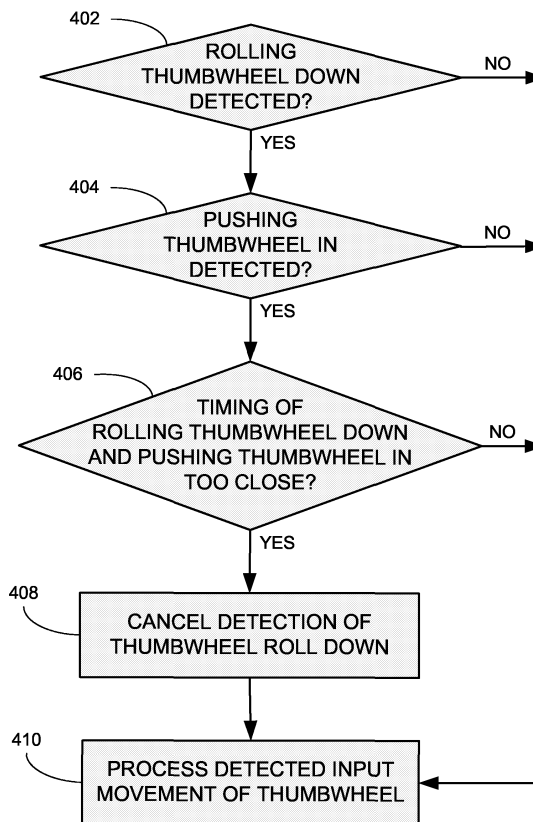 402
ROLLING
THUMBWHEEL DOWN
DETECTED?
NO
YES
404
PUSHING
THUMBWHEEL IN
DETECTED?
NO
YES
406
TIMING OF
ROLLING THUMBWHEEL DOWN
AND PUSHING THUMBWHEEL IN
TOO CLOSE?
NO
YES
408
CANCEL DETECTION OF
THUMBWHEEL ROLL DOWN
410
PROCESS DETECTED INPUT
MOVEMENT OF THUMBWHEEL